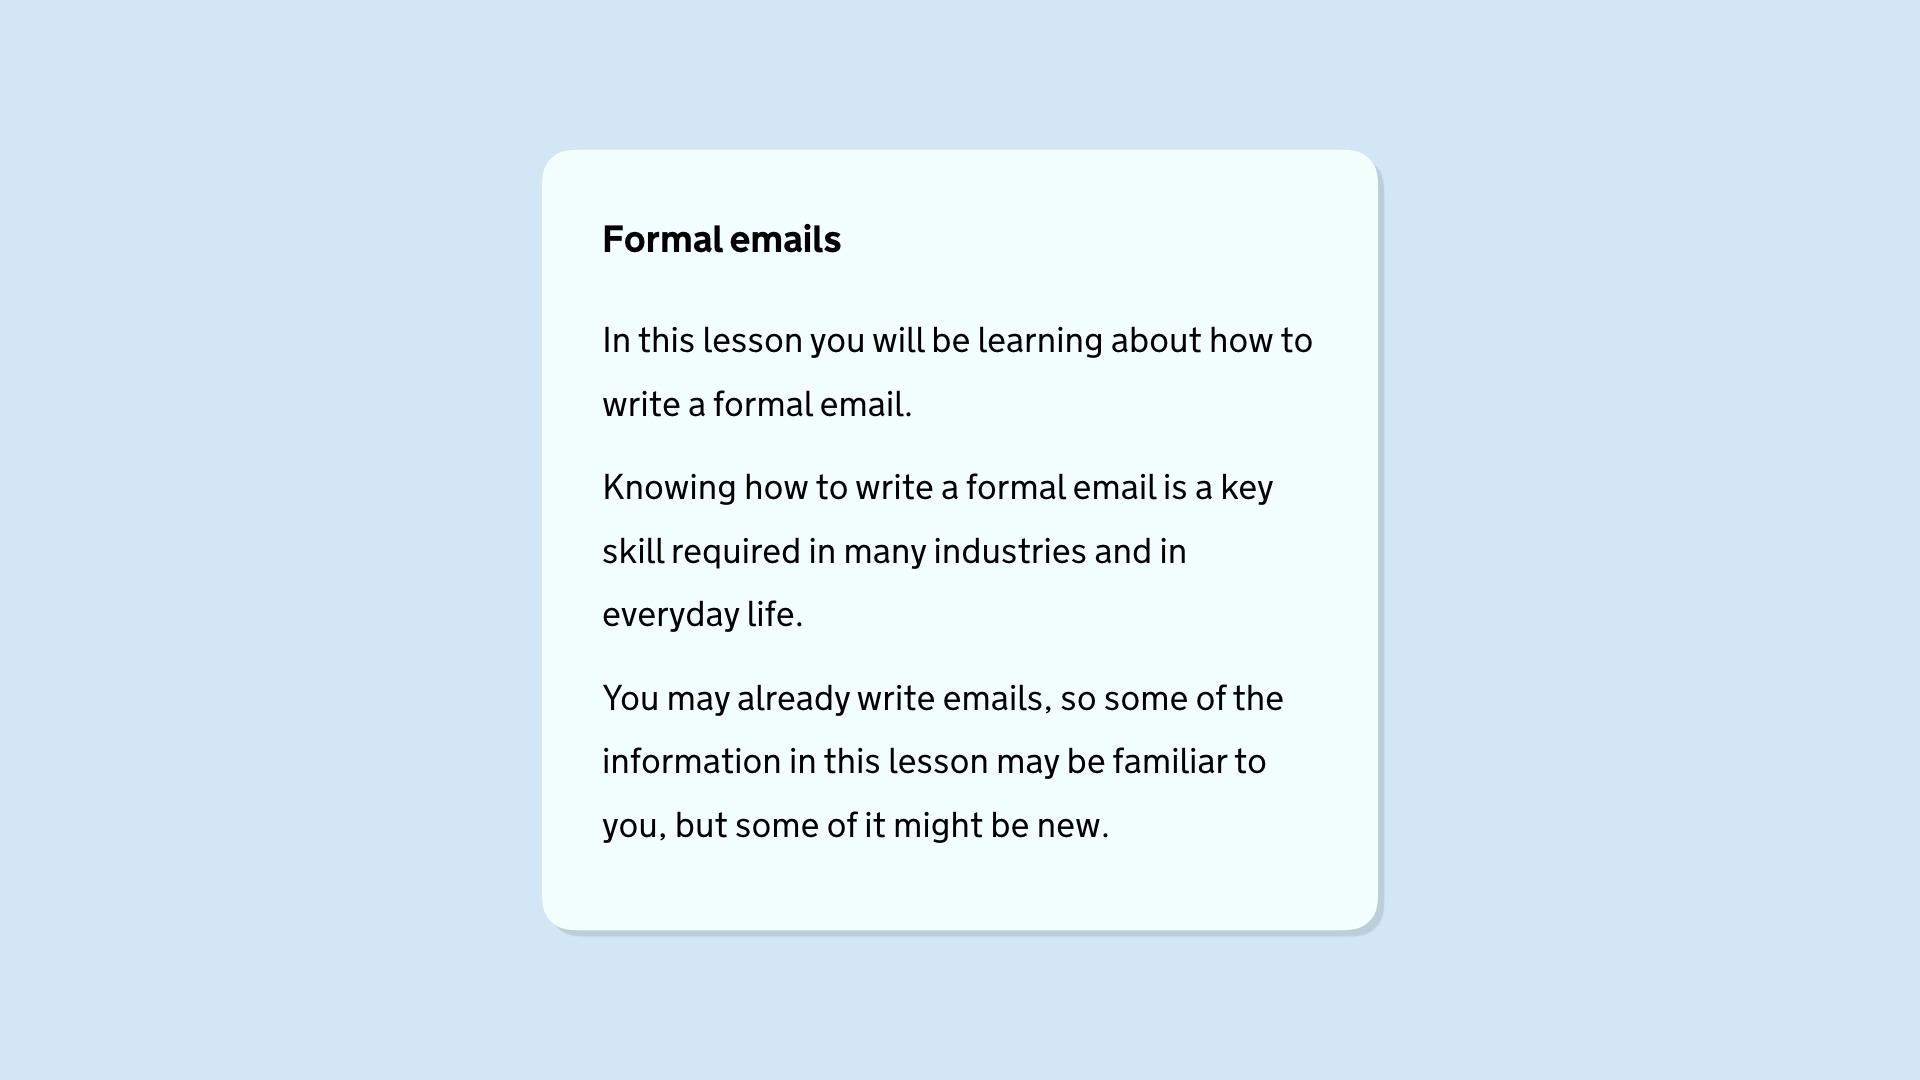 Formal emails
In this lesson you will be learning about how to
write a formal email.
Knowing how to write a formal email is a key
skill required in many industries and in
everyday life.
You may already write emails, so some of the
information in this lesson may be familiar to
you, but some of it might be new.